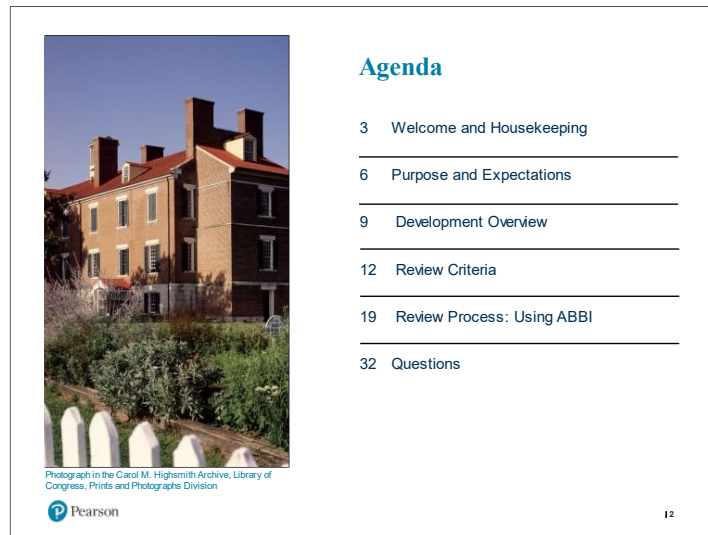 Agenda
3 Welcome and Housekeeping
6 Purpose and Expectations
9 Development Overview
12 Review Criteria
19 Review Process: Using ABBI
32 Questions
Photograph in the Carol M. Highsmith Archive, Library of
Congress, Prints and Photographs Division
Pearson
2